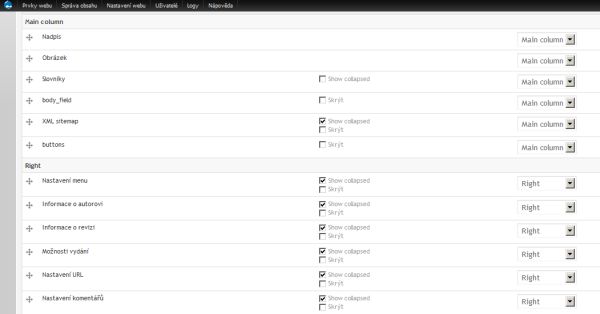 Prvky webu Správa obsahu Nastavení webu Uživatelé Logy Nápověda
Main column
Nadpis Main column
Obrázek Main column
Slovníky Show collapsed Main column
body_field Skrýt Main column
XML sitemap Show collapsed Main column
Skrýt
buttons Skrýt Main column
Right
Nastavení menu Show collapsed Right
Skrýt
Informace o autorovi Show collapsed Right
Skrýt
Informace o revizi Show collapsed Right
Skrýt
Možnosti vydání Show collapsed Right
Skrýt
Nastavení URL Show collapsed Right
Skrýt
Nastavení komentářů Show collapsed Right
Skrýt